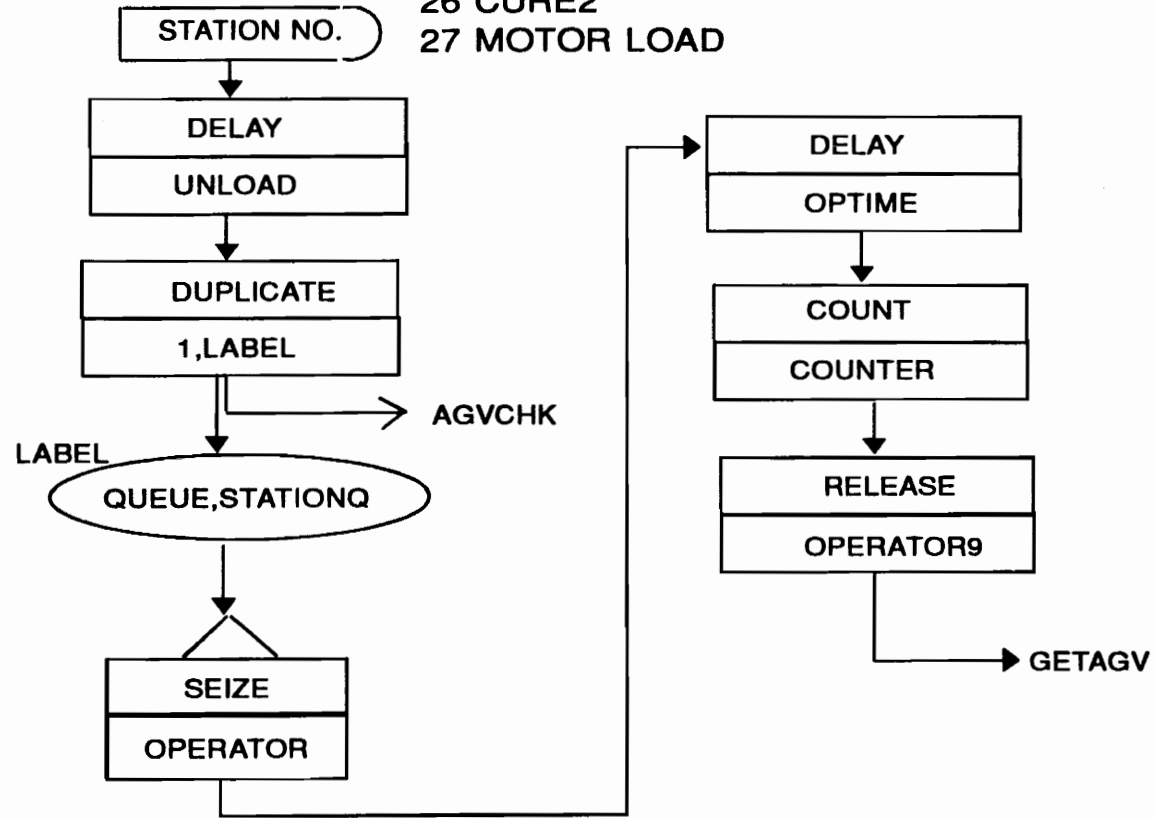 26 CURE2
STATION NO.
27 MOTOR LOAD
DELAY
UNLOAD
DUPLICATE
1,LABEL
AGVCHK
LABEL
QUEUE,STATIONQ
SEIZE
OPERATOR
DELAY
OPTIME
COUNT
COUNTER
RELEASE
OPERATOR9
GETAGV